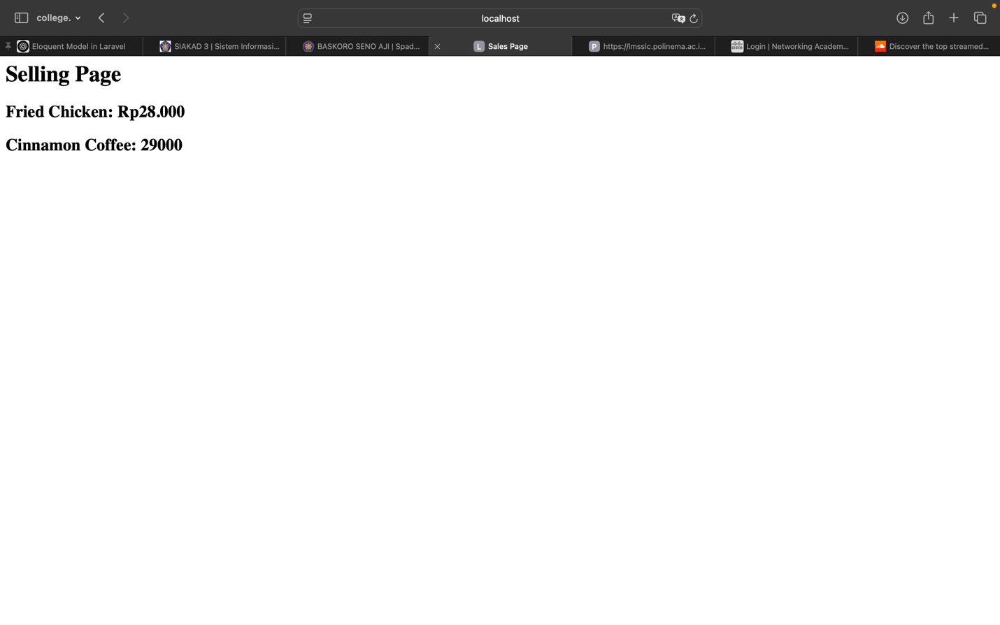 college.
localhost
Eloquent Model in Laravel
SIAKAD 3 | Sistem Informasi...
BASKORO SENO AJI | Spad...
L Sales Page
P https://lmsslc.polinema.ac.i...
Login | Networking Academ...
Discover the top streamed...
Selling Page
Fried Chicken: Rp28.000
Cinnamon Coffee: 29000